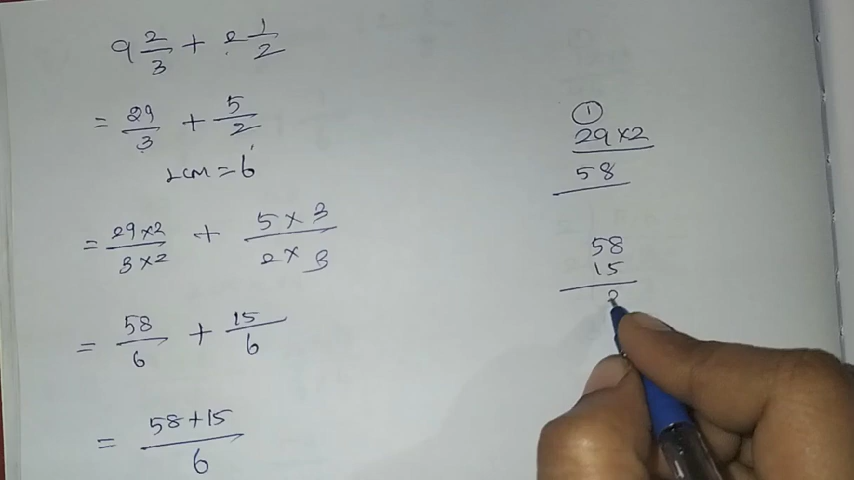 9 2/3 + 2 1/2
= 29/3 + 5/2
LCM = 6
= 29×2/3×2 + 5×3/2×3
= 58/6 + 15/6
= 58+15/6
1
29×2
58
58
15